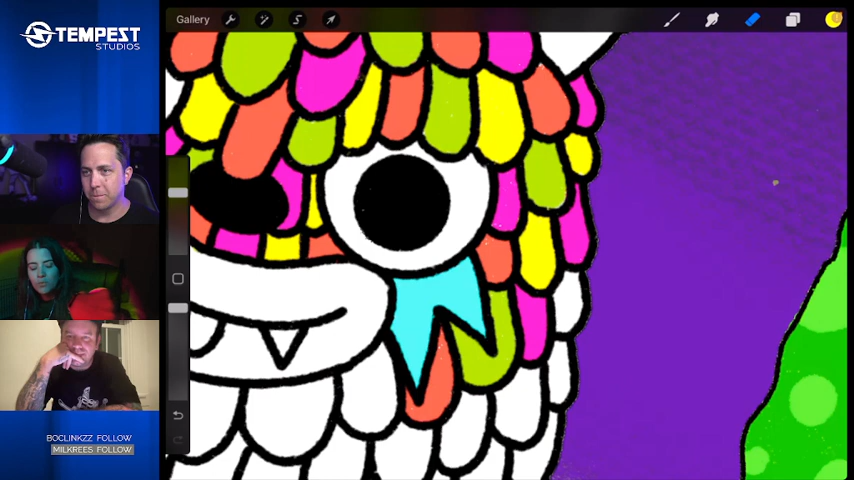 TEMPEST
STUDIOS
Gallery
BOCLINKZZ FOLLOW
MILKREES FOLLOW